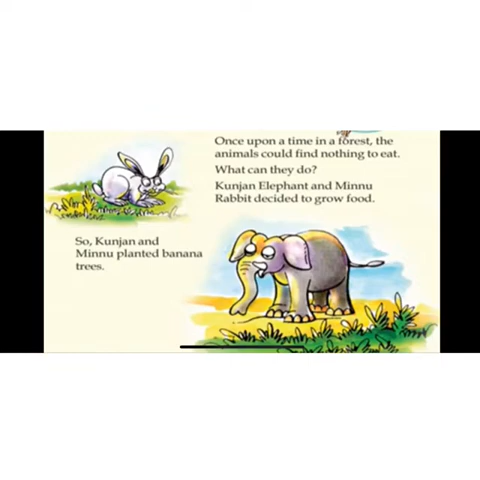 Once upon a time in a forest, the
animals could find nothing to eat.
What can they do?
Kunjan Elephant and Minnu
Rabbit decided to grow food.
So, Kunjan and
Minnu planted banana
trees.